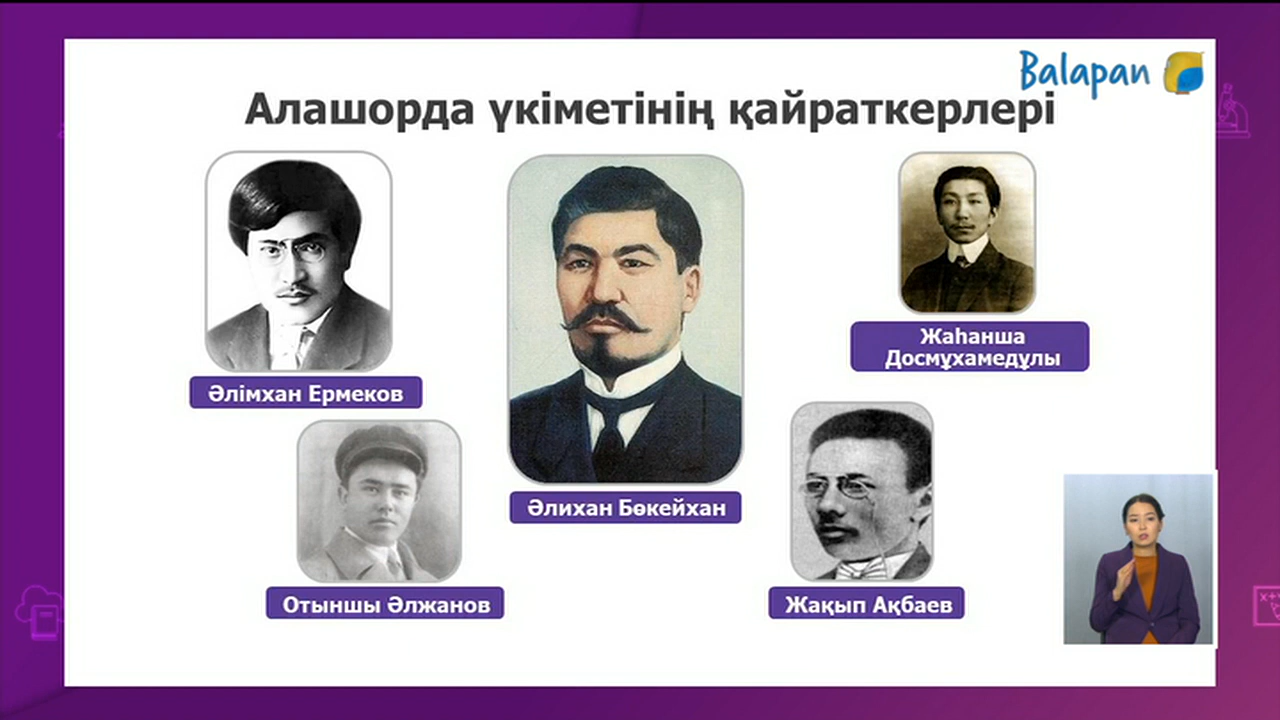 Balapan
Алашорда үкіметінің қайраткерлері
Әлімхан Ермеков
Әлихан Бөкейхан
Жаһанша
Досмұхамедұлы
Отыншы Әлжанов
Жақып Ақбаев
x+y